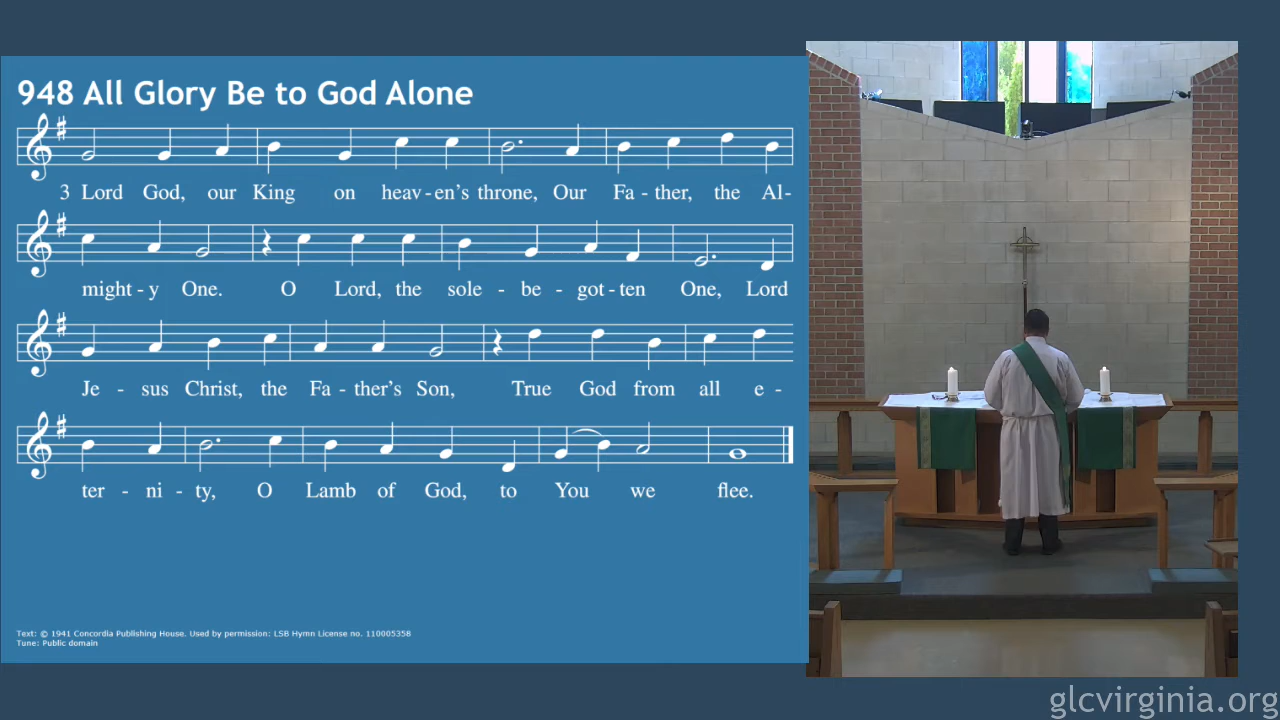 948 All Glory Be to God Alone
3 Lord God, our King on heav - en's throne, Our Fa - ther, the Al-
might - y One. O Lord, the sole - be - got - ten One, Lord
Je - sus Christ, the Fa - ther's Son, True God from all e -
ter - ni - ty, O Lamb of God, to You we flee.
Text: © 1941 Concordia Publishing House. Used by permission: LSB Hymn License no. 110005358
Tune: Public domain
glcvirginia.org